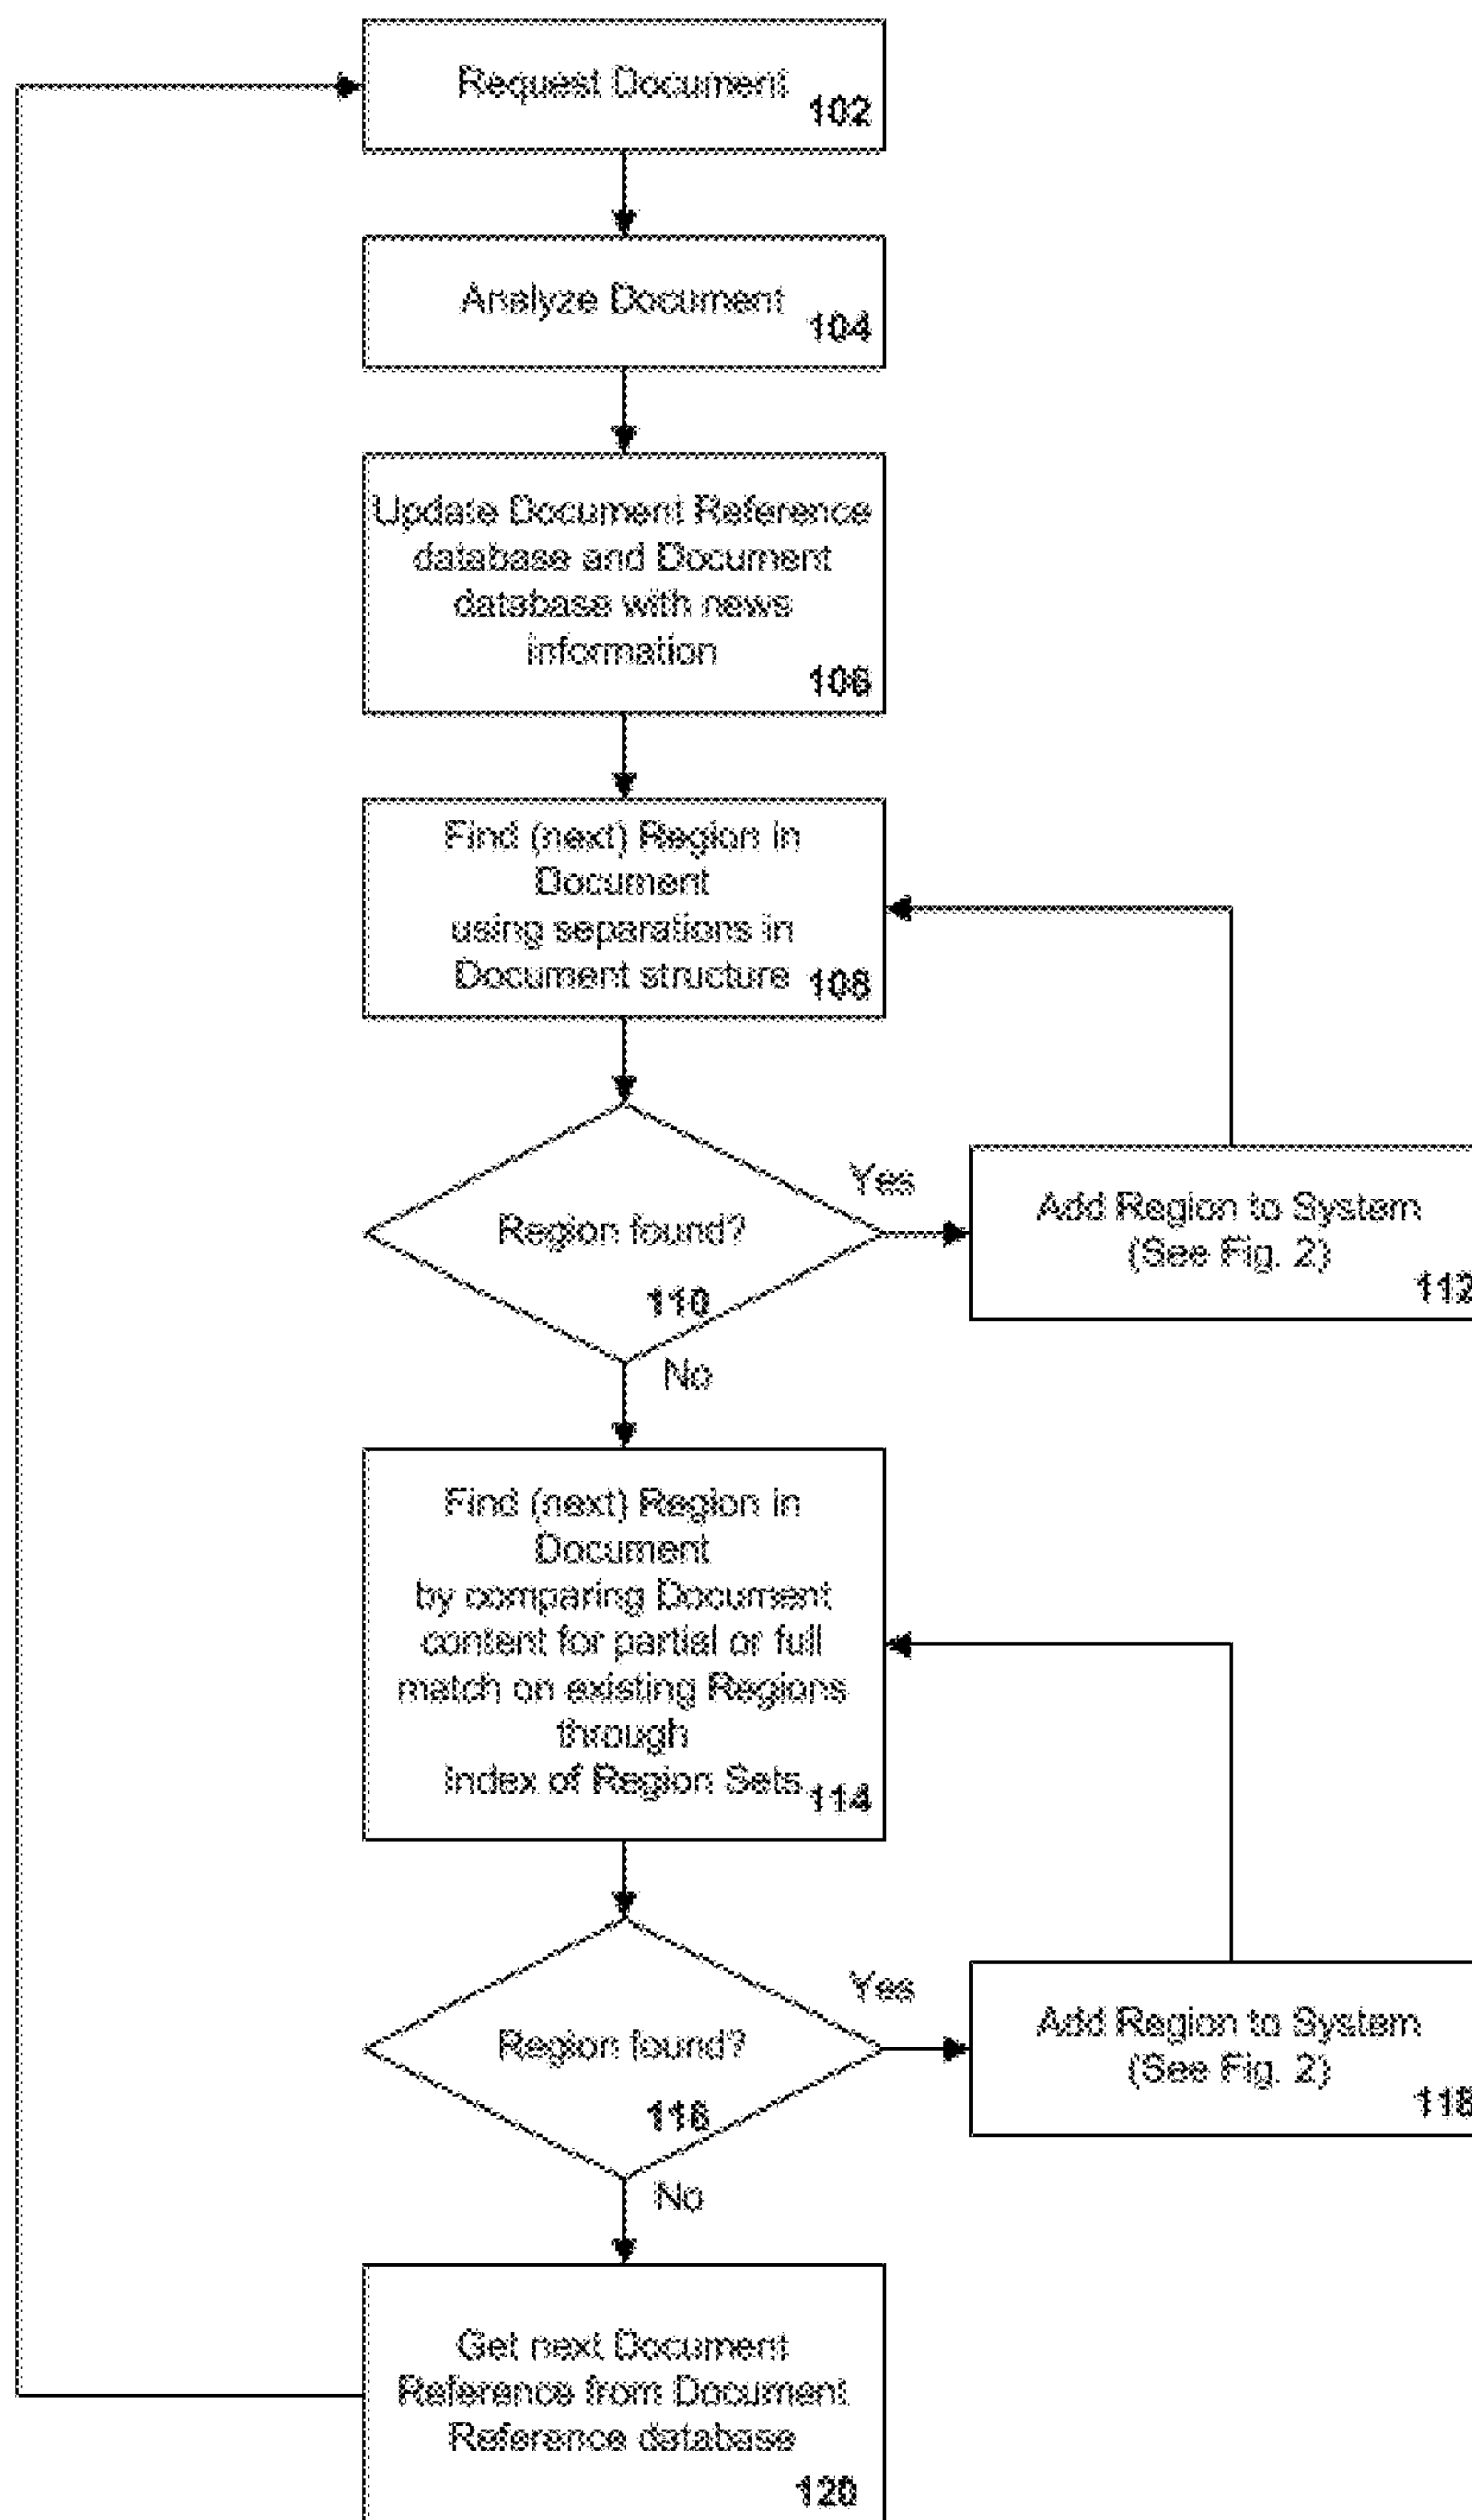 Request Document
102
Analyze Document
104
Update Document Reference
database and Document
database with news
information
106
Find (next) Region in
Document
using separations in
Document structure
108
Region found?
110
Yes
No
Add Region to System
(See Fig. 2)
112
Find (next) Region in
Document
by comparing Document
content for partial or full
match on existing Regions
through
Index of Region Sets
114
Region found?
116
Yes
No
Add Region to System
(See Fig. 2)
118
Get next Document
Reference from Document
Reference database
120